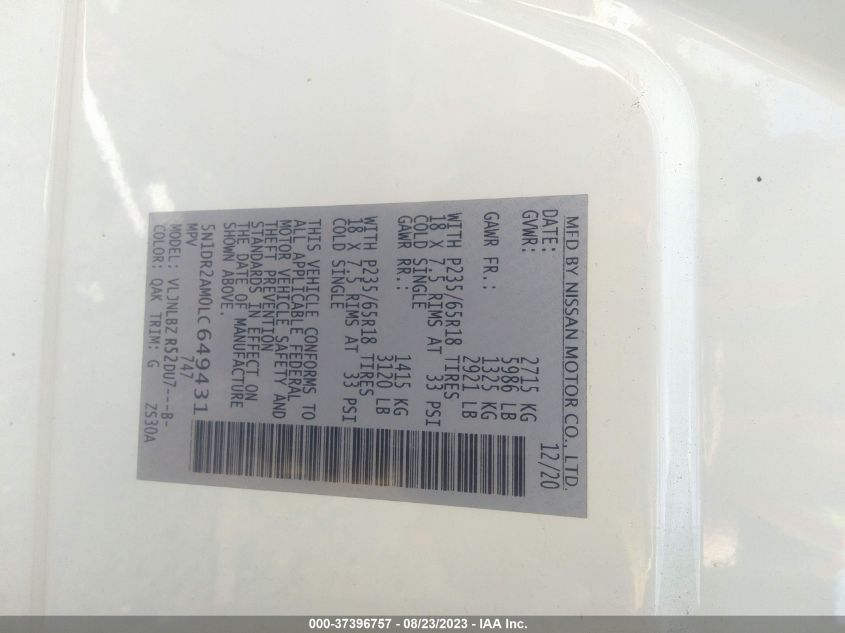 MFD BY NISSAN MOTOR CO., LTD.
DATE: 12/20
GVWR: 2715 KG
5986 LB
GAWR FR.: 1325 KG
2921 LB
WITH P235/65R18 TIRES
18 X 7.5 RIMS AT 33 PSI
COLD SINGLE
GAWR RR.: 1415 KG
3120 LB
WITH P235/65R18 TIRES
18 X 7.5 RIMS AT 33 PSI
COLD SINGLE
THIS VEHICLE CONFORMS TO
ALL APPLICABLE FEDERAL
MOTOR VEHICLE SAFETY AND
THEFT PREVENTION
STANDARDS IN EFFECT ON
THE DATE OF MANUFACTURE
SHOWN ABOVE.
5N1DR2AM0LC649431
MPV 747
MODEL: VLJNLBZ R52DU7---B-
COLOR: QAK TRIM: G ZS30A
000-37396757 - 08/23/2023 - IAA Inc.